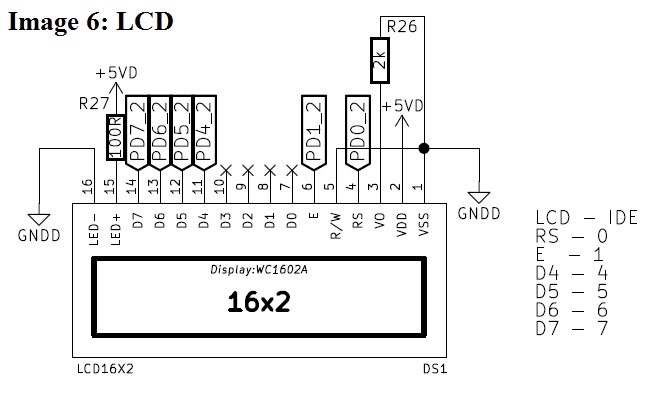 Image 6: LCD
R26
2k
+5VD
R27
100R
PD7_2
PD6_2
PD5_2
PD4_2
PD1_2
PD0_2
+5VD
16
15
14
13
12
11
10
9
8
7
6
5
4
3
2
1
GNDD
LED-
LED+
D7
D6
D5
D4
D3
D2
D1
D0
E
R/W
RS
VO
VDD
VSS
GNDD
Display:WC1602A
16x2
LCD16X2
DS1
LCD - IDE
RS - 0
E - 1
D4 - 4
D5 - 5
D6 - 6
D7 - 7